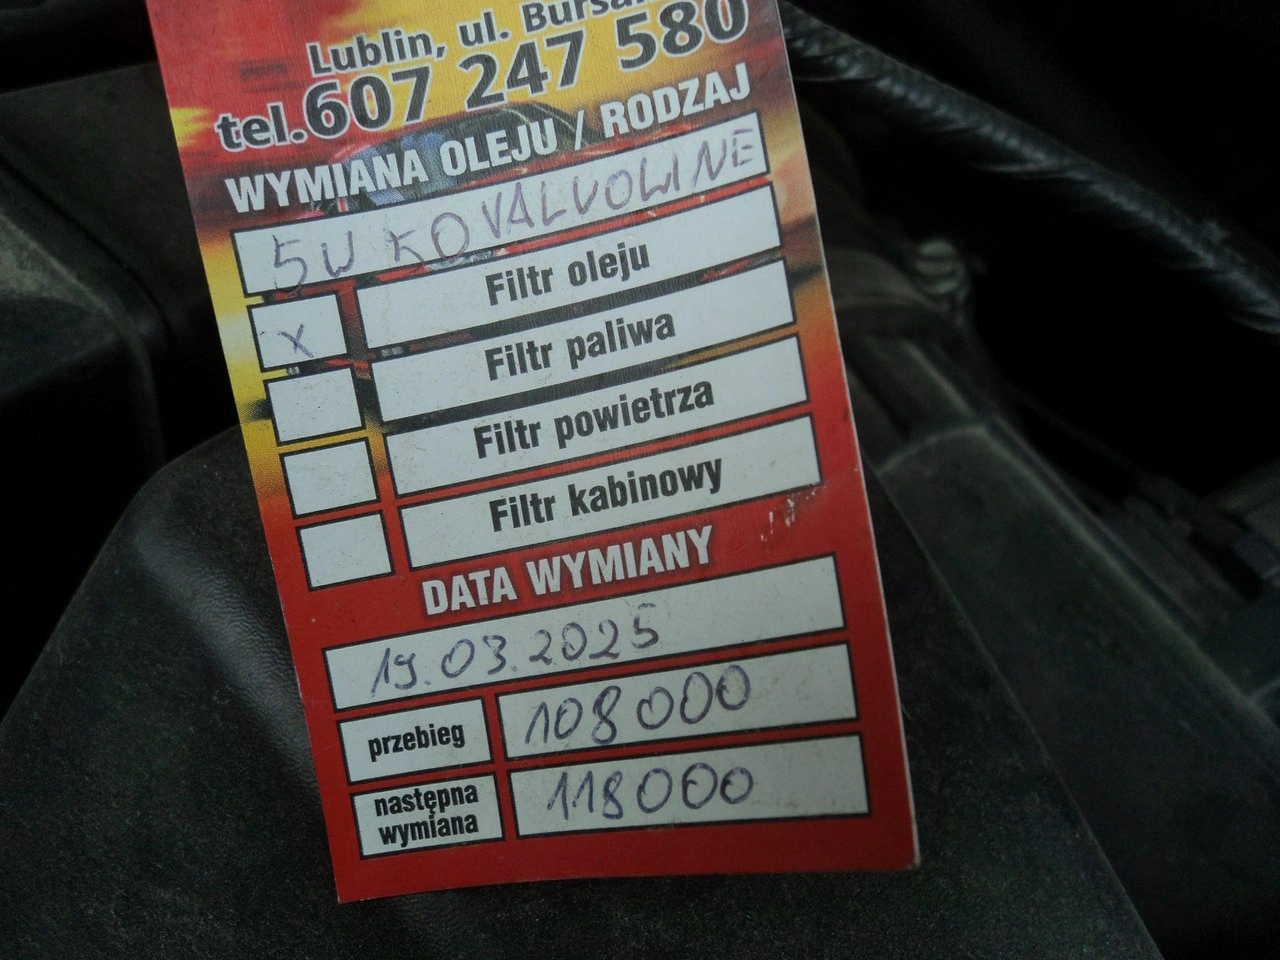 Lublin, ul.
tel.607 247 580
WYMIANA OLEJU / RODZAJ
5W VALVOLINE
X Filtr oleju
Filtr paliwa
Filtr powietrza
Filtr kabinowy
DATA WYMIANY
19.03.2025
przebieg 108000
następna wymiana 118000